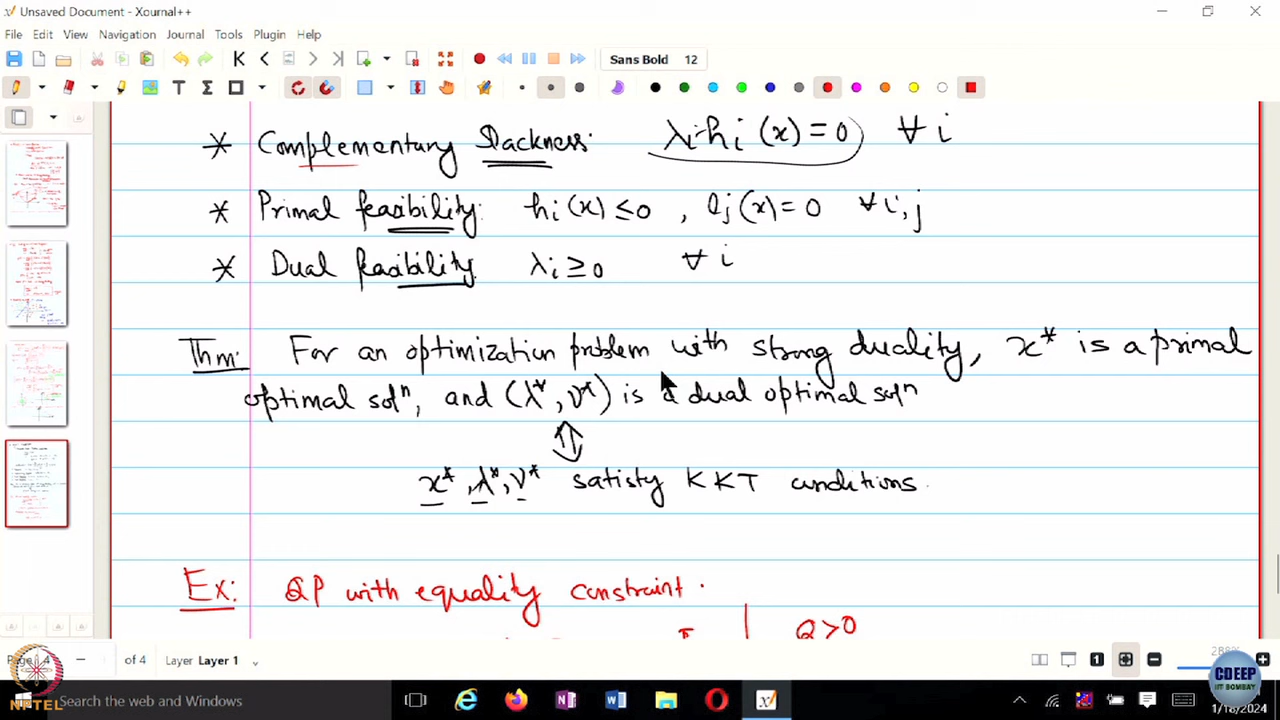 Unsaved Document - Xournal++
File Edit View Navigation Journal Tools Plugin Help
Sans Bold 12
* Complementary Slackness: λi·hi(x) = 0 ∀ i
* Primal feasibility: hi(x) ≤ 0, lj(x) = 0 ∀ i, j
* Dual feasibility λi ≥ 0 ∀ i
Thm: For an optimization problem with strong duality, x* is a primal
optimal solⁿ, and (λ*, ν*) is a dual optimal solⁿ
⇕
x*, λ*, ν* satisfy KKT conditions.
Ex: QP with equality constraint.
Q>0
Page 4 of 4 Layer Layer 1 288%
NPTEL Search the web and Windows
CDEEP
IIT BOMBAY
1/18/2024